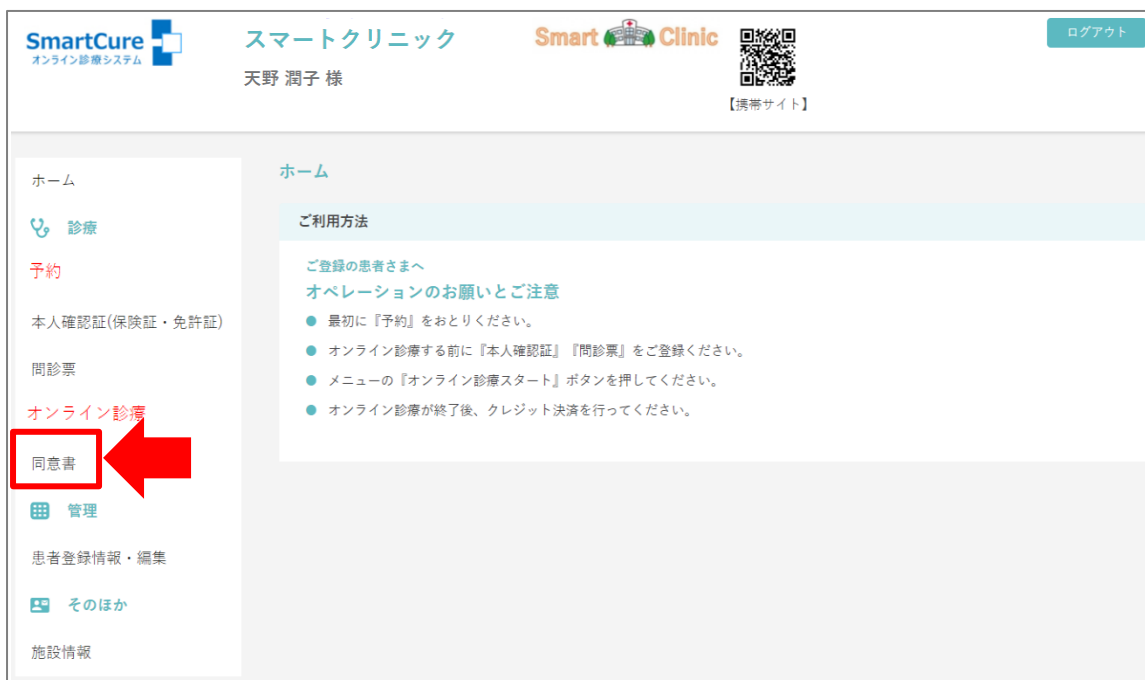 SmartCure
オンライン診療システム
スマートクリニック
天野 潤子 様
Smart Clinic
【携帯サイト】
ログアウト
ホーム
診療
予約
本人確認証(保険証・免許証)
問診票
オンライン診療
同意書
管理
患者登録情報・編集
そのほか
施設情報
ホーム
ご利用方法
ご登録の患者さまへ
オペレーションのお願いとご注意
● 最初に『予約』をおとりください。
● オンライン診療する前に『本人確認証』『問診票』をご登録ください。
● メニューの『オンライン診療スタート』ボタンを押してください。
● オンライン診療が終了後、クレジット決済を行ってください。